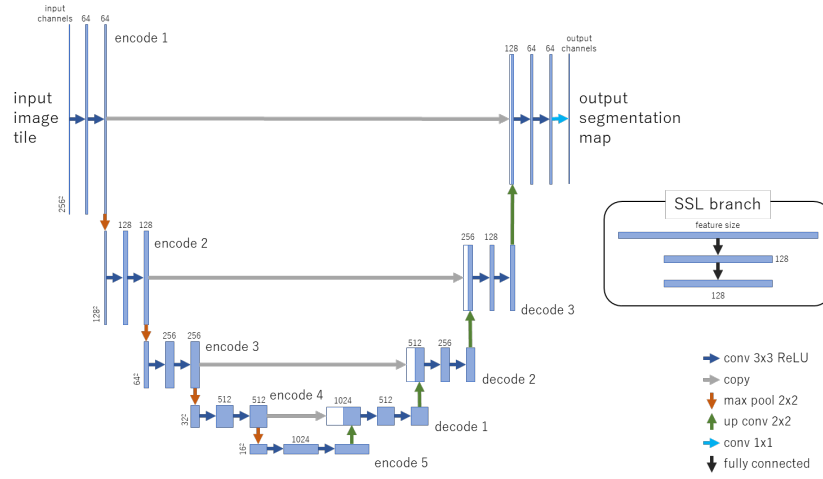 input
channels
64 64
encode 1
input
image
tile
256²
128 64 64
output
channels
output
segmentation
map
128 128
encode 2
128²
256 128
decode 3
256 256
encode 3
64²
512 256
decode 2
512 512
encode 4
32²
1024 512
decode 1
1024
16²
encode 5
SSL branch
feature size
128
128
conv 3x3 ReLU
copy
max pool 2x2
up conv 2x2
conv 1x1
fully connected